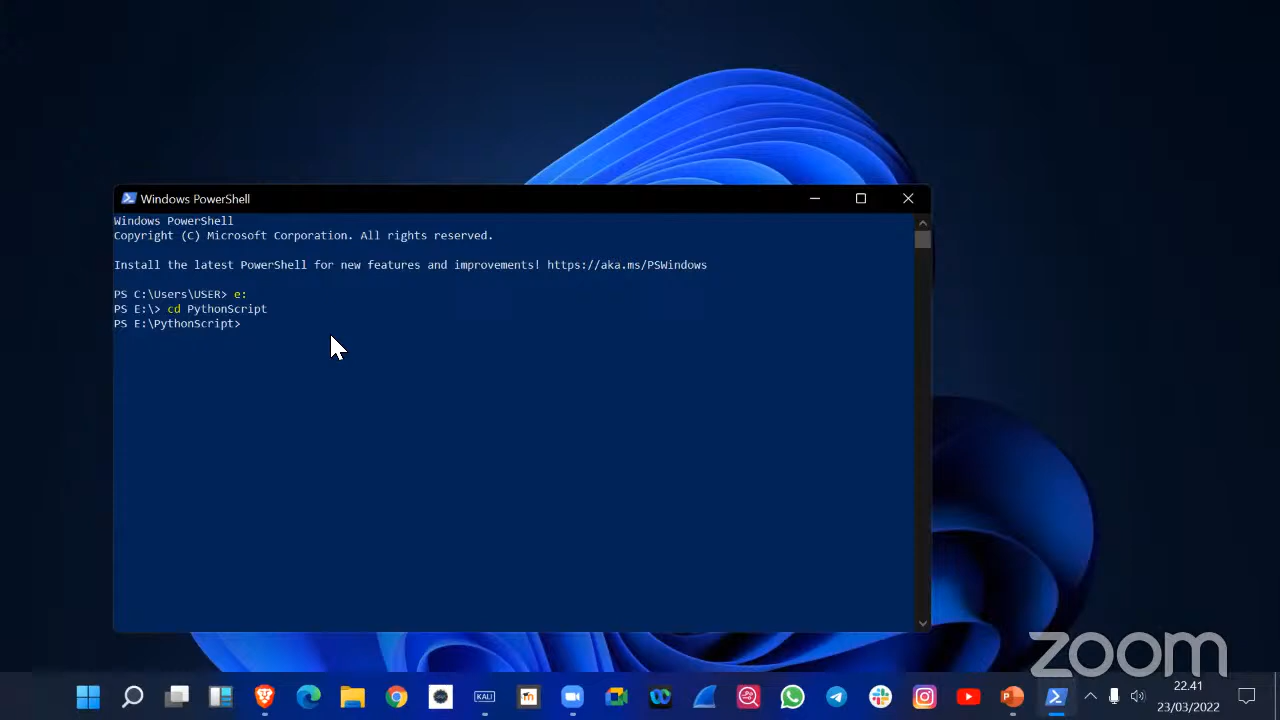 Windows PowerShell
Windows PowerShell
Copyright (C) Microsoft Corporation. All rights reserved.
Install the latest PowerShell for new features and improvements! https://aka.ms/PSWindows
PS C:\Users\USER> e:
PS E:\> cd PythonScript
PS E:\PythonScript>
zoom
KALI
22.41
23/03/2022